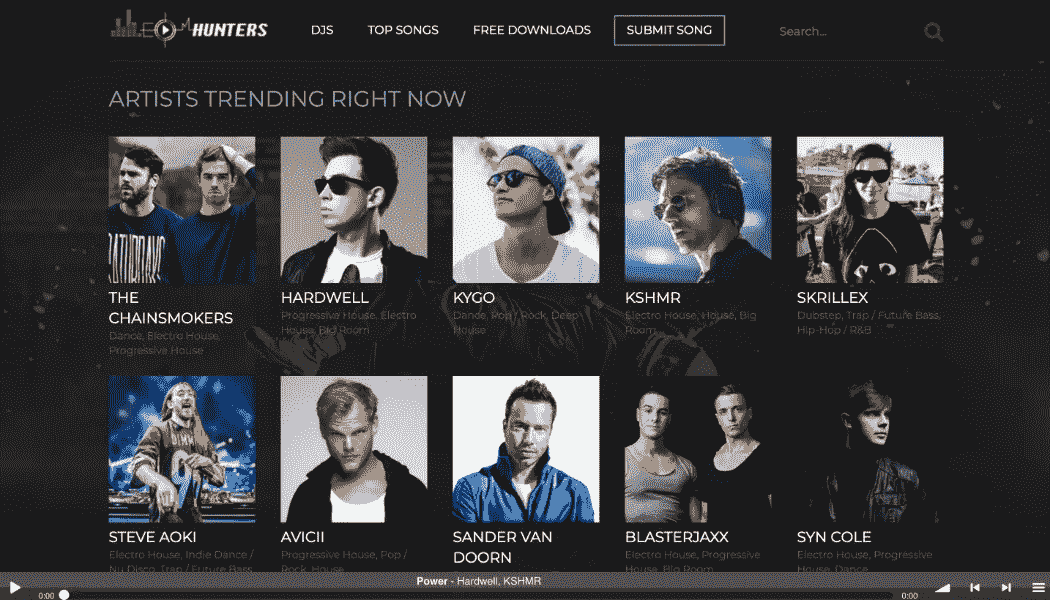 EDM HUNTERS
DJS
TOP SONGS
FREE DOWNLOADS
SUBMIT SONG
Search...
ARTISTS TRENDING RIGHT NOW
SATURDAYS
THE
CHAINSMOKERS
Dance, Electro House,
Progressive House
HARDWELL
Progressive House, Electro
House, Big Room
KYGO
Dance, Pop / Rock, Deep
House
KSHMR
Electro House, House, Big
Room
SKRILLEX
Dubstep, Trap / Future Bass,
Hip-Hop / R&B
STEVE AOKI
Electro House, Indie Dance /
Nu Disco, Trap / Future Bass
AVICII
Progressive House, Pop /
Rock, House
SANDER VAN
DOORN
BLASTERJAXX
Electro House, Progressive
House, Big Room
SYN COLE
Electro House, Progressive
House, Dance
Power - Hardwell, KSHMR
0:00
0:00